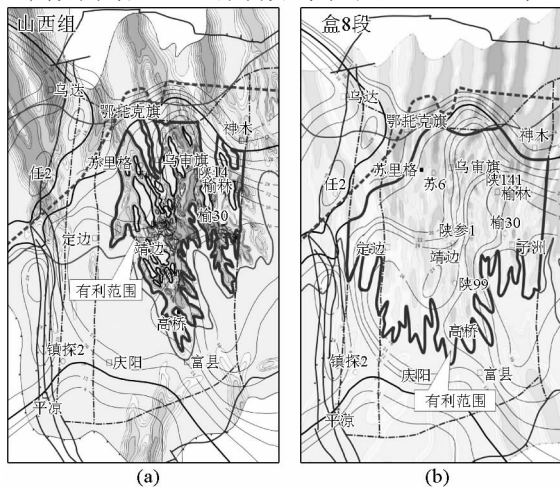 山西组
乌达
鄂托克旗
神木
任2
苏里格
乌审旗
陕14
榆林
榆30
定边
靖边
有利范围
高桥
镇探2
庆阳
富县
平凉
(a)
盒8段
乌达
鄂托克旗
神木
任2
苏里格
苏6
乌审旗
陕141
榆林
榆30
陕参1
定边
靖边
子洲
陕99
高桥
镇探2
庆阳
富县
有利范围
平凉
(b)